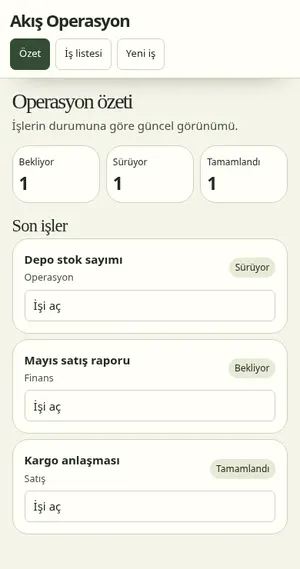 Akış Operasyon
Özet
İş listesi
Yeni iş
Operasyon özeti
İşlerin durumuna göre güncel görünümü.
Bekliyor
1
Sürüyor
1
Tamamlandı
1
Son işler
Depo stok sayımı
Operasyon
Sürüyor
İşi aç
Mayıs satış raporu
Finans
Bekliyor
İşi aç
Kargo anlaşması
Satış
Tamamlandı
İşi aç